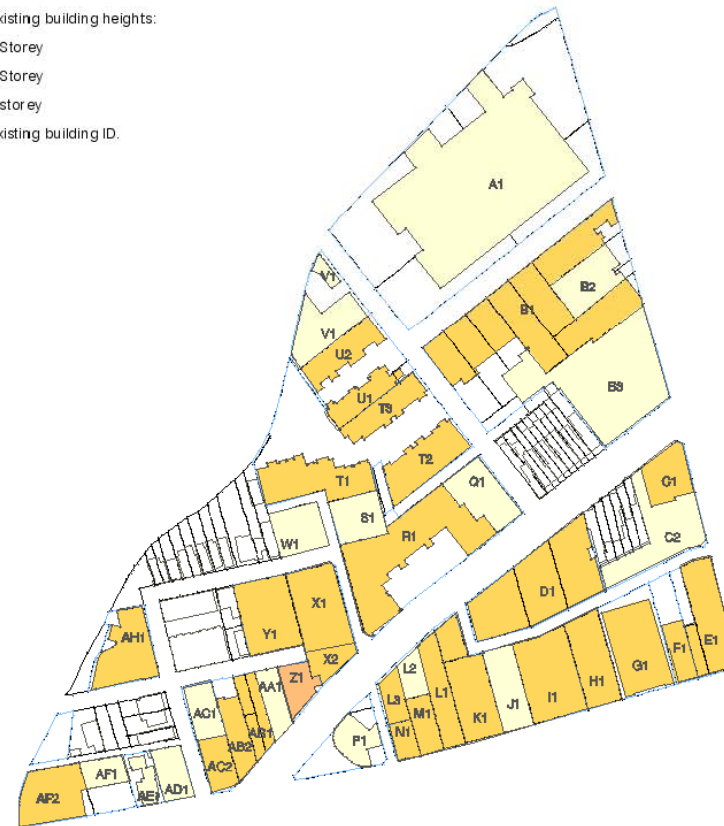 xisting building heights:
Storey
Storey
storey
xisting building ID.
A1
V1
B2
B1
V1
U2
B3
U1
T3
T2
T1
Q1
C1
S1
W1
R1
C2
D1
X1
Y1
AH1
X2
E1
L2
F1
Z1
G1
AA1
H1
L1
I1
L3
J1
AC1
M1
K1
N1
AB1
P1
AB2
AC2
AF1
AD1
AE1